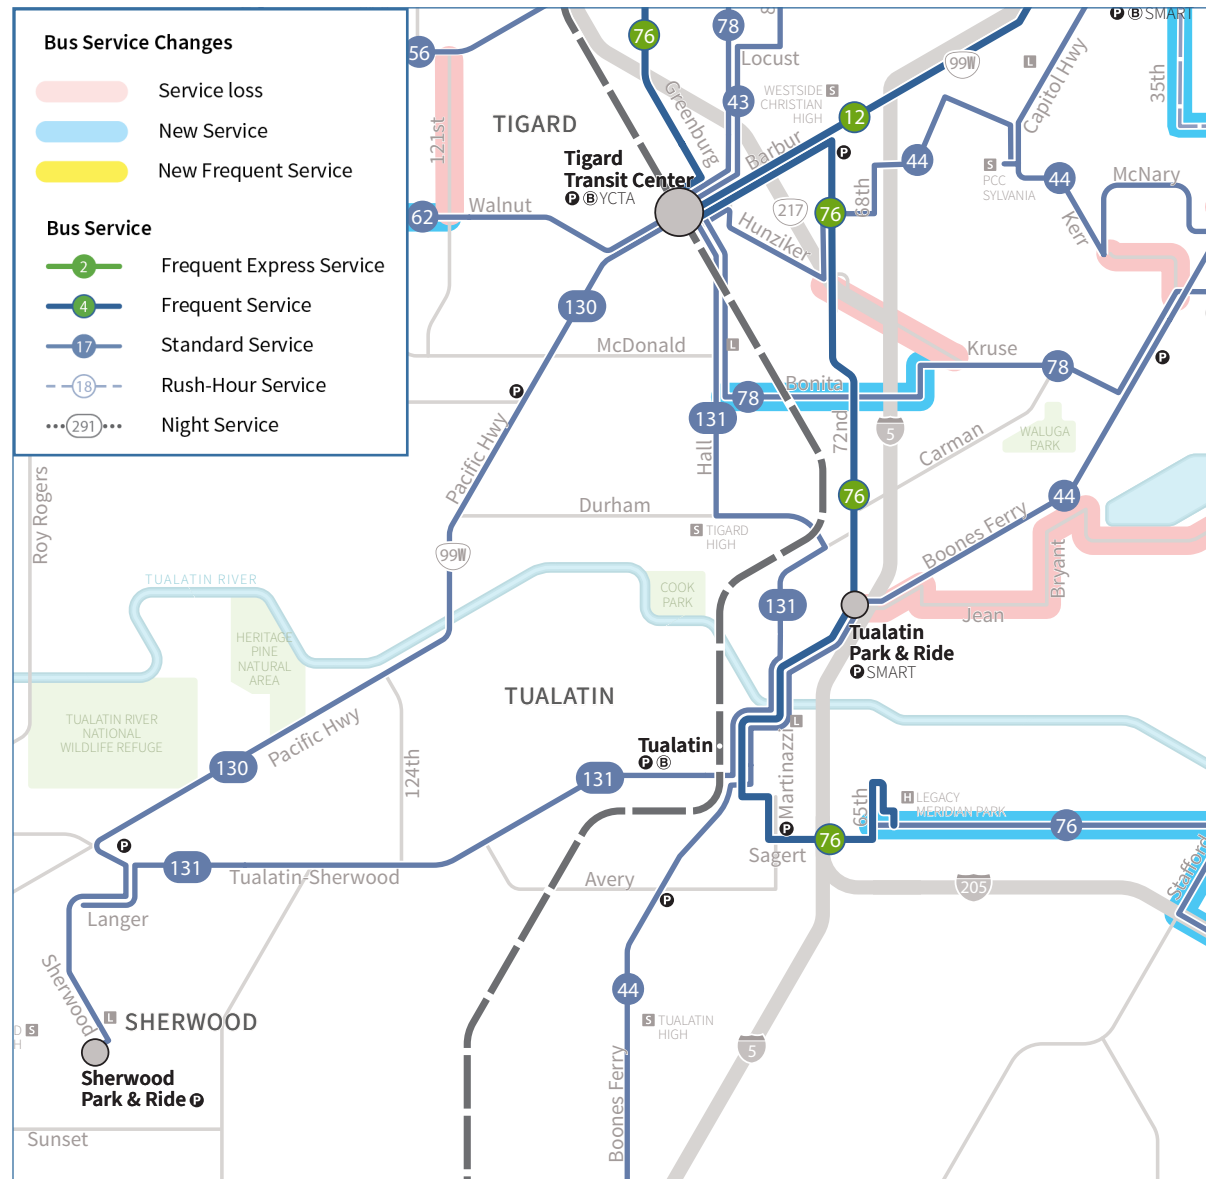 Bus Service Changes
Service loss
New Service
New Frequent Service
Bus Service
2 Frequent Express Service
4 Frequent Service
17 Standard Service
18 Rush-Hour Service
291 Night Service
56
76
78
Locust
43
WESTSIDE S
CHRISTIAN
HIGH
99W
L
Capitol Hwy
P B SMART
35th
TIGARD
Greenburg
12
Barbur
P
121st
Tigard
Transit Center
P B YCTA
44
S
PCC
SYLVANIA
44
McNary
62
Walnut
217
76
68th
Hunziker
Kerr
130
McDonald
L
Kruse
78
P
P
Bonita
78
131
Hall
72nd
5
Carman
WALUGA
PARK
Pacific Hwy
Roy Rogers
76
44
Durham
S TIGARD
HIGH
Boones Ferry
Bryant
99W
TUALATIN RIVER
COOK
PARK
131
Jean
HERITAGE
PINE
NATURAL
AREA
Tualatin
Park & Ride
P SMART
TUALATIN
TUALATIN RIVER
NATIONAL
WILDLIFE REFUGE
Pacific Hwy
L
Tualatin
P B
130
124th
131
Martinazzi
65th
H LEGACY
MERIDIAN PARK
P
76
76
P
Sagert
Stafford
131
Tualatin-Sherwood
Avery
205
P
Langer
Sherwood
44
L
SHERWOOD
D S
H
S TUALATIN
HIGH
5
Sherwood
Park & Ride P
Boones Ferry
Sunset